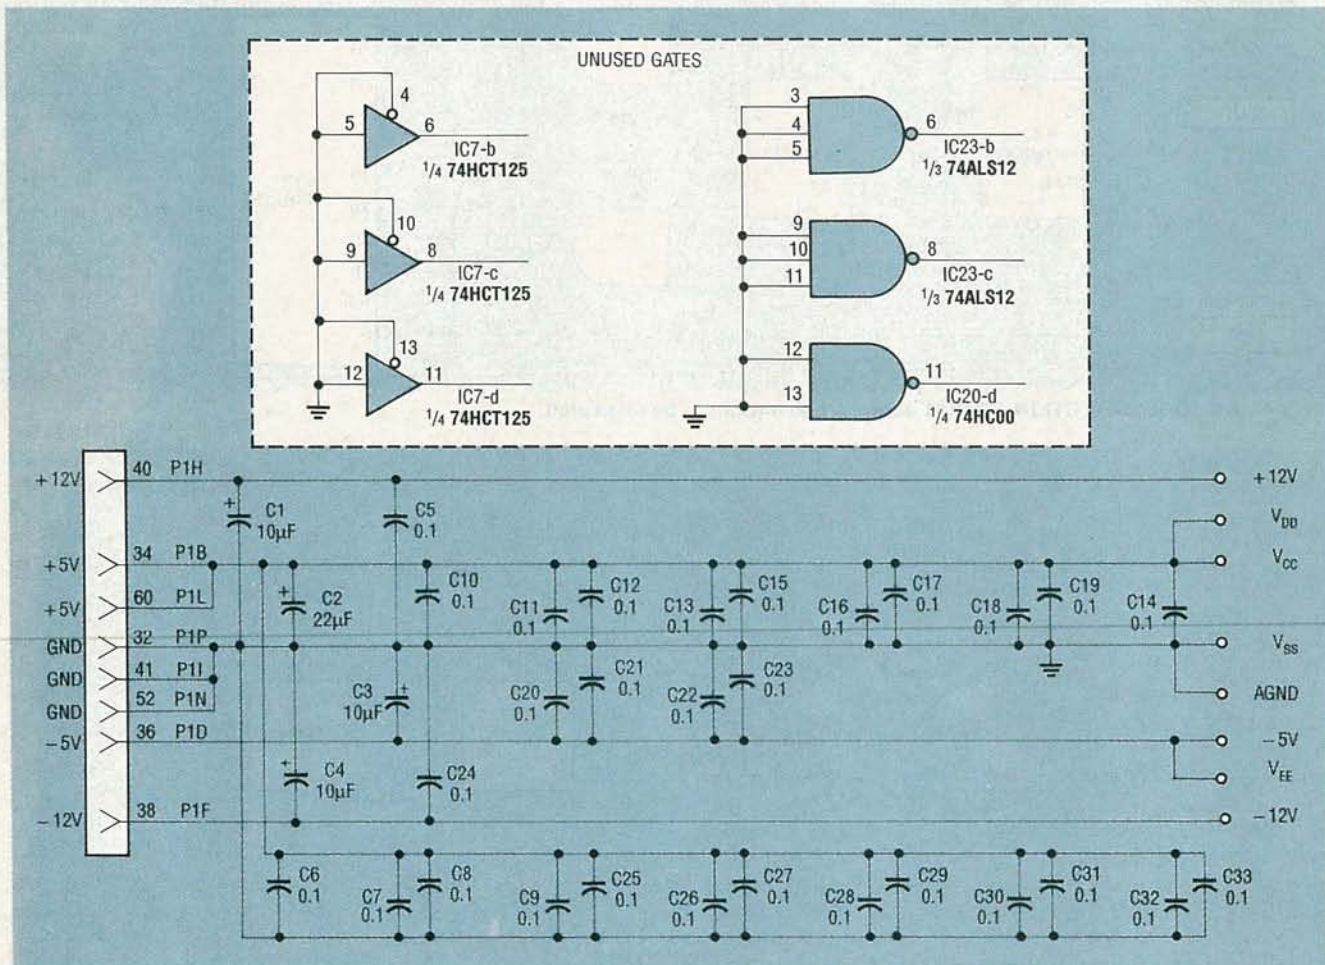 UNUSED GATES
4
5
6
IC7-b
1/4 74HCT125
10
9
8
IC7-c
1/4 74HCT125
13
12
11
IC7-d
1/4 74HCT125
3
4
5
6
IC23-b
1/3 74ALS12
9
10
11
8
IC23-c
1/3 74ALS12
12
13
11
IC20-d
1/4 74HC00
+12V 40 P1H
+5V 34 P1B
+5V 60 P1L
GND 32 P1P
GND 41 P1I
GND 52 P1N
-5V 36 P1D
-12V 38 P1F
+ C1
10µF
C5
0.1
+ C2
22µF
C10
0.1
C11
0.1
C12
0.1
C13
0.1
C15
0.1
C16
0.1
C17
0.1
C18
0.1
C19
0.1
C14
0.1
C3 +
10µF
C20
0.1
C21
0.1
C22
0.1
C23
0.1
+ C4
10µF
C24
0.1
+12V
VDD
VCC
VSS
AGND
-5V
VEE
-12V
C6
0.1
C7
0.1
C8
0.1
C9
0.1
C25
0.1
C26
0.1
C27
0.1
C28
0.1
C29
0.1
C30
0.1
C31
0.1
C32
0.1
C33
0.1